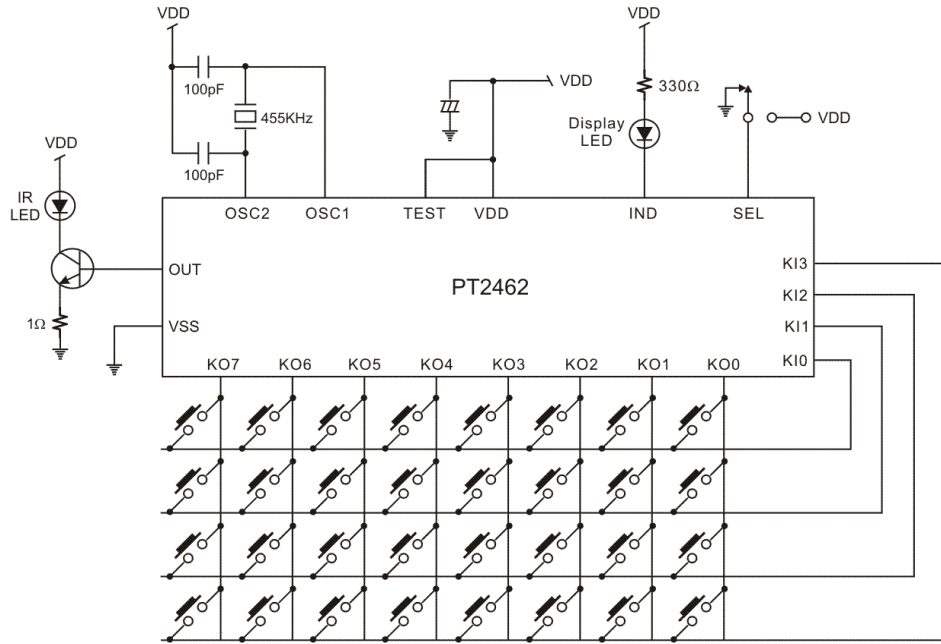 VDD
100pF
455KHz
100pF
VDD
VDD
330Ω
Display
LED
VDD
VDD
IR
LED
1Ω
OSC2 OSC1 TEST VDD IND SEL
OUT
VSS
PT2462
KI3
KI2
KI1
KI0
KO7 KO6 KO5 KO4 KO3 KO2 KO1 KO0